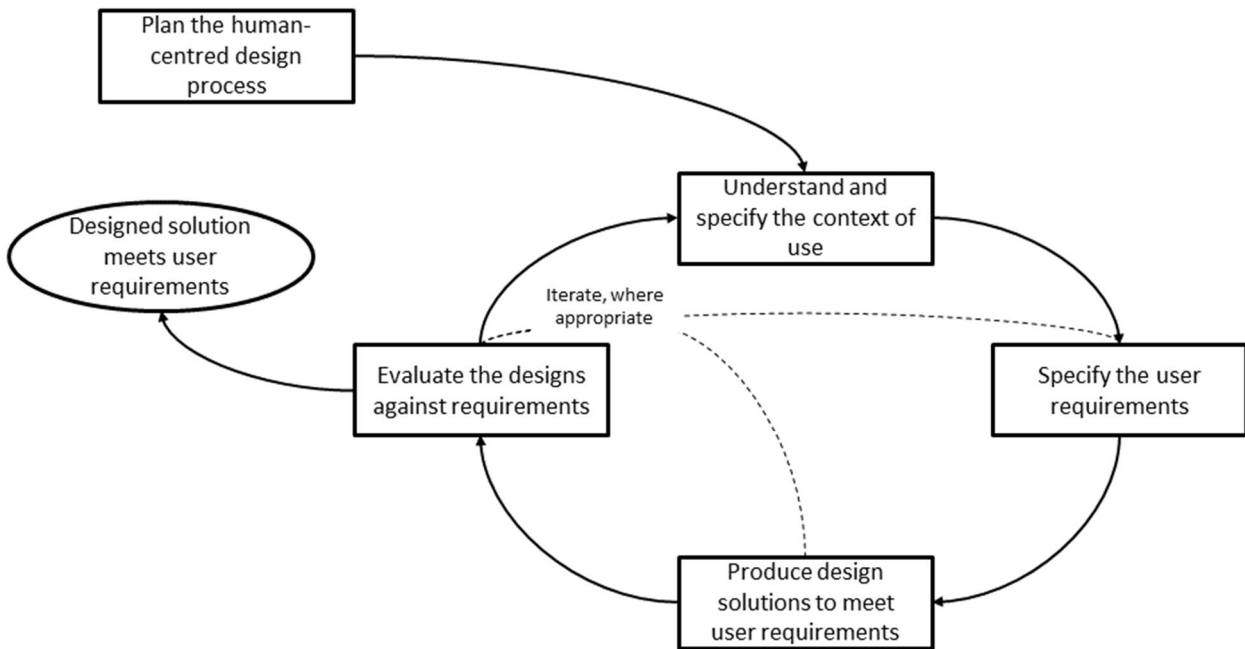 Plan the human-
centred design
process
Understand and
specify the context of
use
Designed solution
meets user
requirements
Iterate, where
appropriate
Evaluate the designs
against requirements
Specify the user
requirements
Produce design
solutions to meet
user requirements